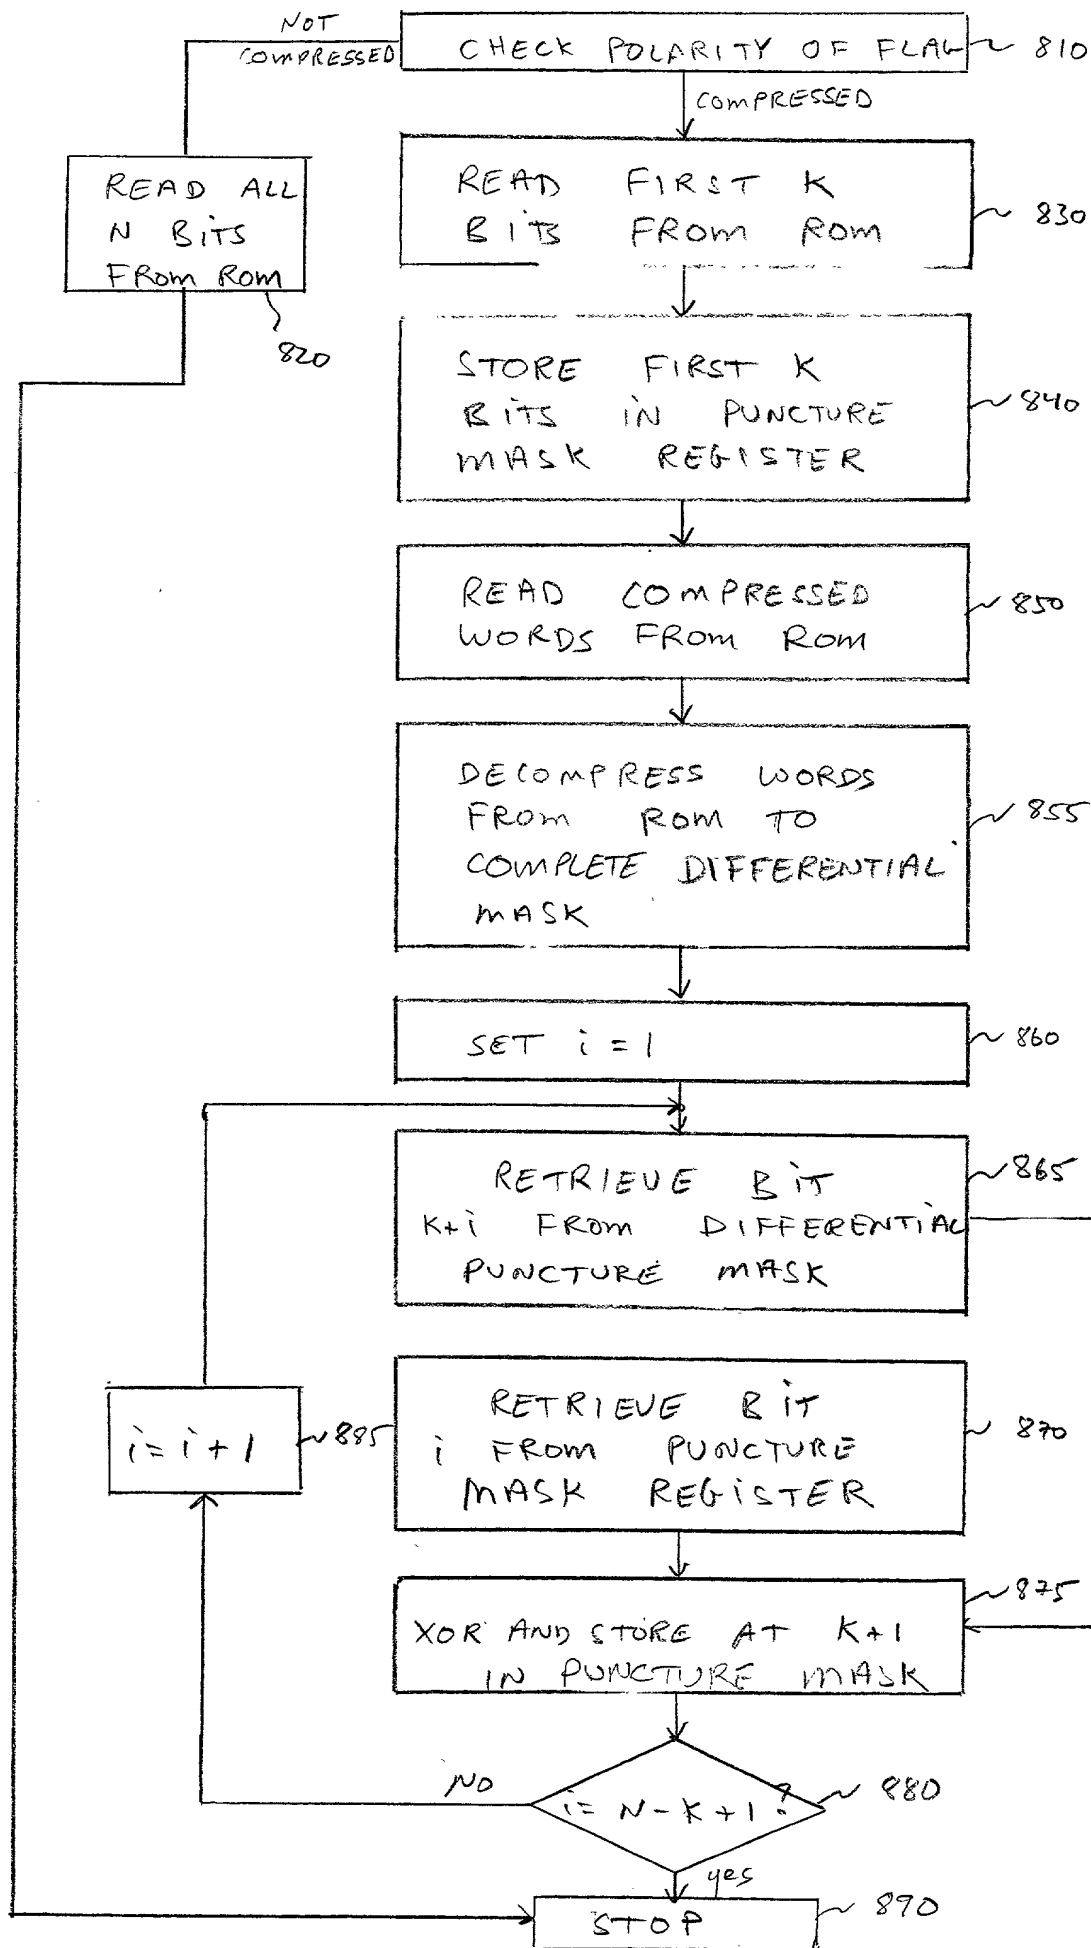 NOT
COMPRESSED
CHECK POLARITY OF FLAG
810
COMPRESSED
READ ALL
N BITS
FROM ROM
820
READ FIRST K
BITS FROM ROM
830
STORE FIRST K
BITS IN PUNCTURE
MASK REGISTER
840
READ COMPRESSED
WORDS FROM ROM
850
DECOMPRESS WORDS
FROM ROM TO
COMPLETE DIFFERENTIAL
MASK
855
SET i = 1
860
RETRIEVE BIT
K+i FROM DIFFERENTIAL
PUNCTURE MASK
865
i = i + 1
885
RETRIEVE BIT
i FROM PUNCTURE
MASK REGISTER
870
XOR AND STORE AT K+1
IN PUNCTURE MASK
875
NO
i = N - K + 1 ?
880
yes
STOP
890